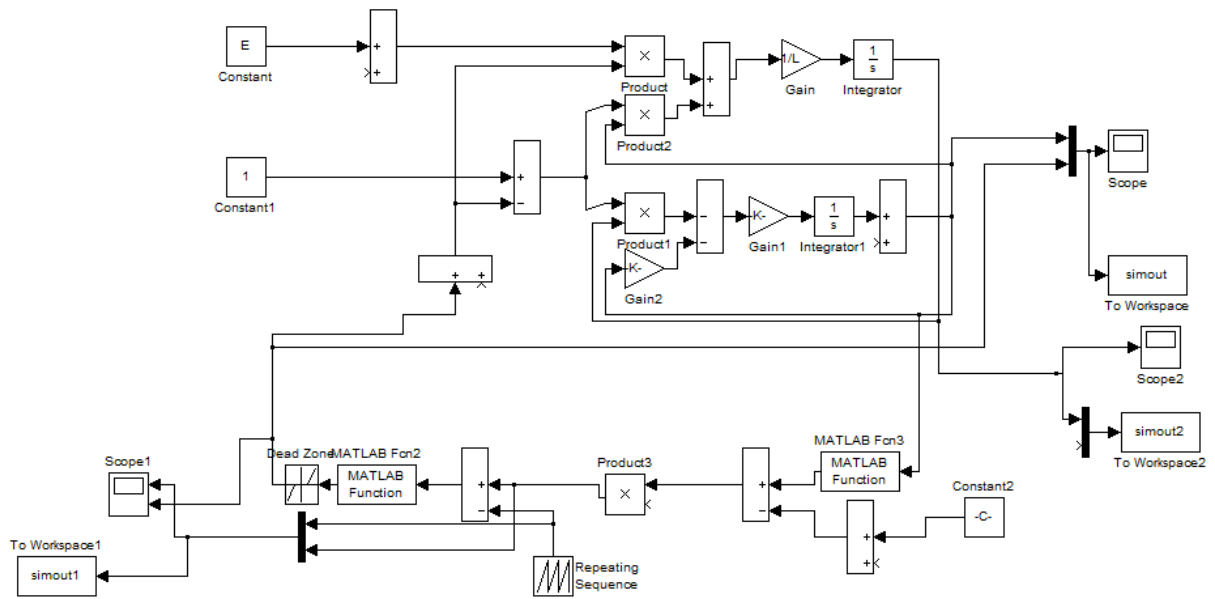 E
+
+
Constant
×
Product
+
+
1/L
Gain
1
s
Integrator
×
Product2
Scope
1
Constant1
+
−
×
Product1
−
−
-K-
Gain1
1
s
Integrator1
+
+
-K-
Gain2
+ +
simout
To Workspace
Scope2
simout2
To Workspace2
Scope1
Dead Zone
MATLAB Fcn2
MATLAB
Function
+
−
Product3
×
+
−
MATLAB Fcn3
MATLAB
Function
Constant2
-C-
+
+
To Workspace1
simout1
Repeating
Sequence